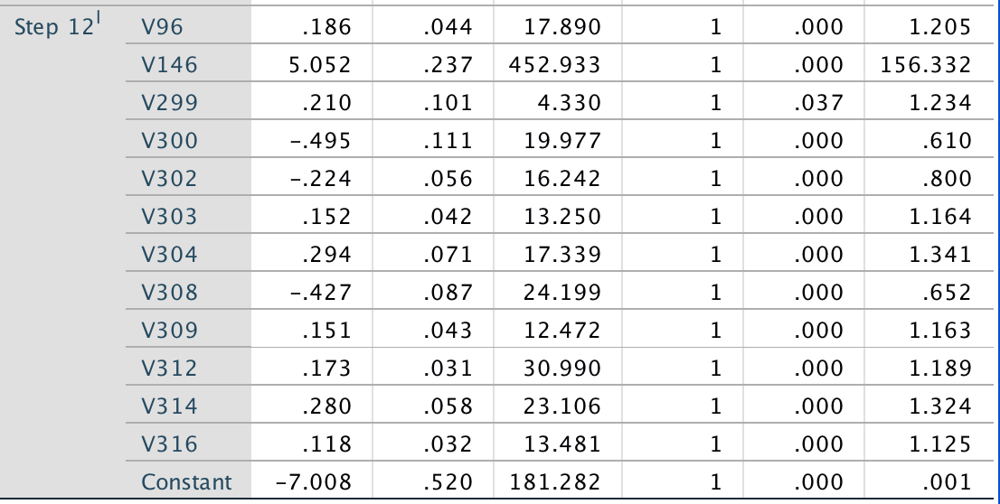 Step 12l V96 .186 .044 17.890 1 .000 1.205
V146 5.052 .237 452.933 1 .000 156.332
V299 .210 .101 4.330 1 .037 1.234
V300 -.495 .111 19.977 1 .000 .610
V302 -.224 .056 16.242 1 .000 .800
V303 .152 .042 13.250 1 .000 1.164
V304 .294 .071 17.339 1 .000 1.341
V308 -.427 .087 24.199 1 .000 .652
V309 .151 .043 12.472 1 .000 1.163
V312 .173 .031 30.990 1 .000 1.189
V314 .280 .058 23.106 1 .000 1.324
V316 .118 .032 13.481 1 .000 1.125
Constant -7.008 .520 181.282 1 .000 .001